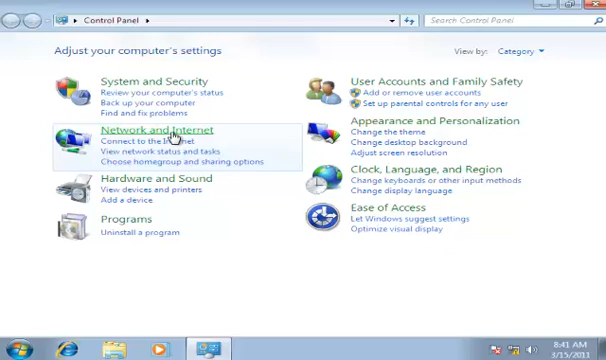 Control Panel
Search Control Panel
Adjust your computer's settings
View by: Category
System and Security
Review your computer's status
Back up your computer
Find and fix problems
Network and Internet
Connect to the Internet
View network status and tasks
Choose homegroup and sharing options
Hardware and Sound
View devices and printers
Add a device
Programs
Uninstall a program
User Accounts and Family Safety
Add or remove user accounts
Set up parental controls for any user
Appearance and Personalization
Change the theme
Change desktop background
Adjust screen resolution
Clock, Language, and Region
Change keyboards or other input methods
Change display language
Ease of Access
Let Windows suggest settings
Optimize visual display
8:41 AM
3/15/2011